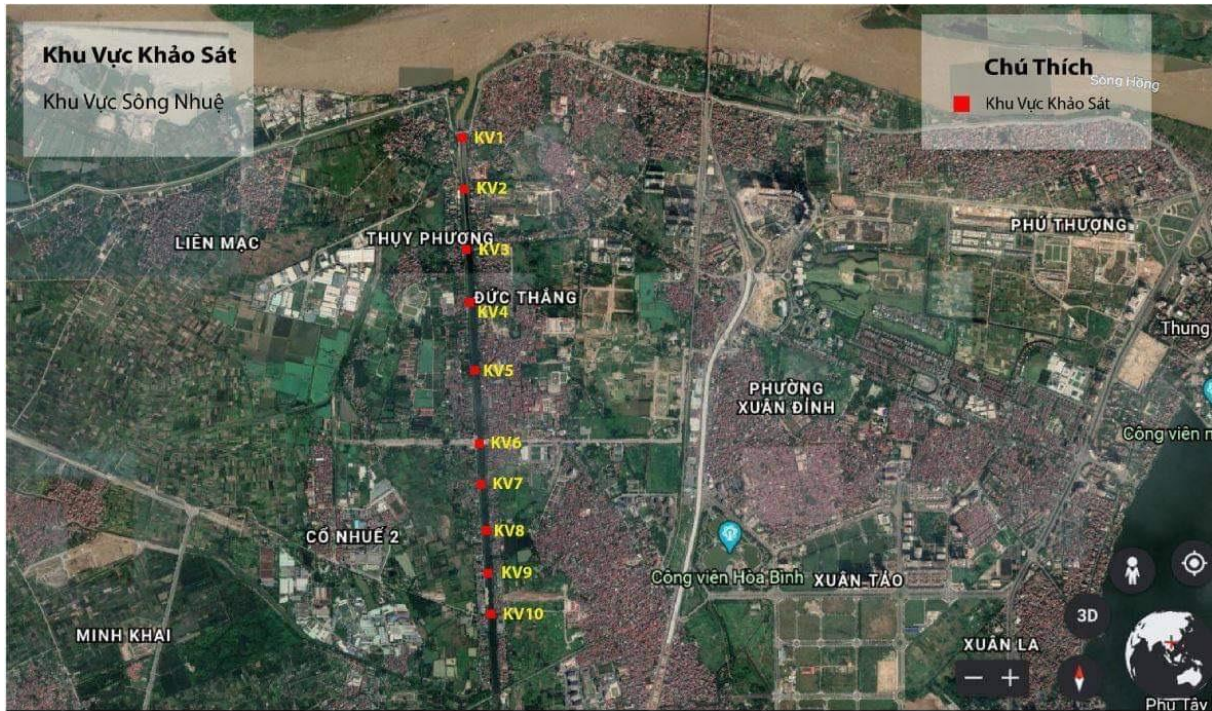 Khu Vực Khảo Sát
Khu Vực Sông Nhuệ
Chú Thích
Sông Hồng
Khu Vực Khảo Sát
KV1
KV2
LIÊN MẠC
THỤY PHƯƠNG
KV3
PHÚ THƯỢNG
ĐỨC THẮNG
KV4
Thung
KV5
PHƯỜNG
XUÂN ĐỈNH
KV6
Công viên n
KV7
KV8
CỔ NHUẾ 2
KV9
Công viên Hòa Bình
XUÂN TẢO
KV10
3D
MINH KHAI
XUÂN LA
Phu Tây